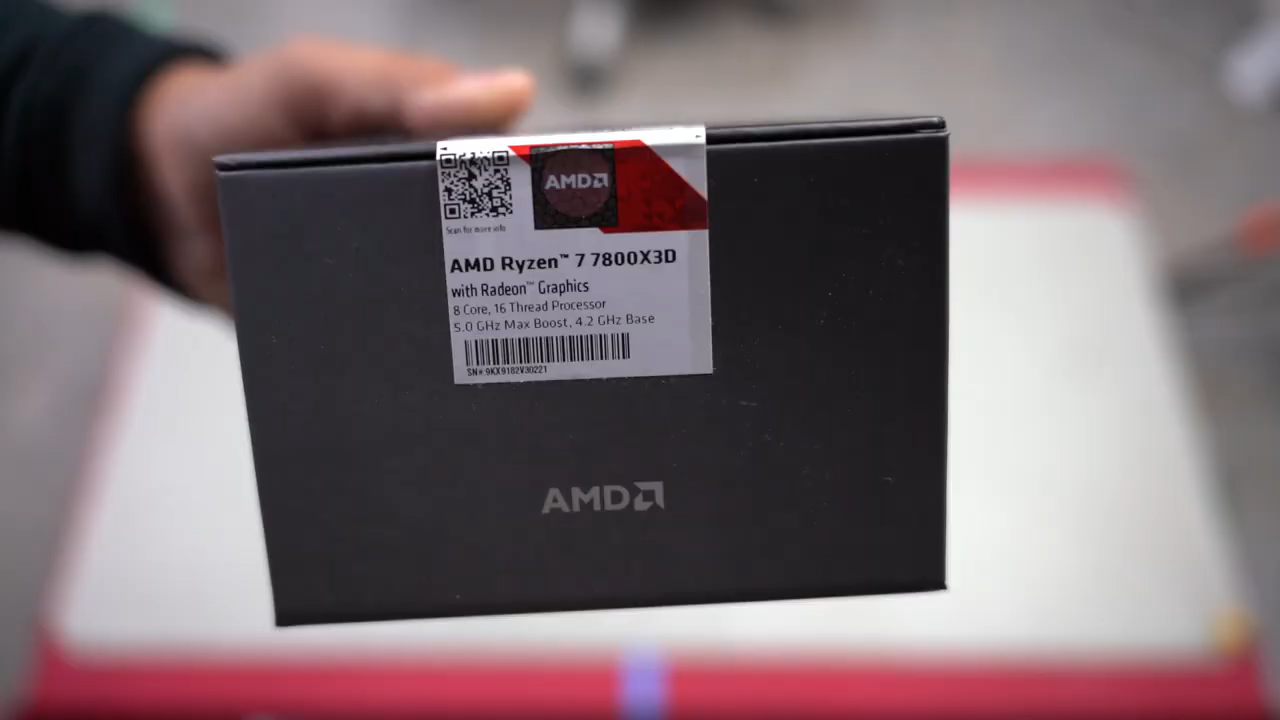 AMD
Scan for more info
AMD Ryzen™ 7 7800X3D
with Radeon™ Graphics
8 Core, 16 Thread Processor
5.0 GHz Max Boost, 4.2 GHz Base
SN#:9KX9182V30221
AMD